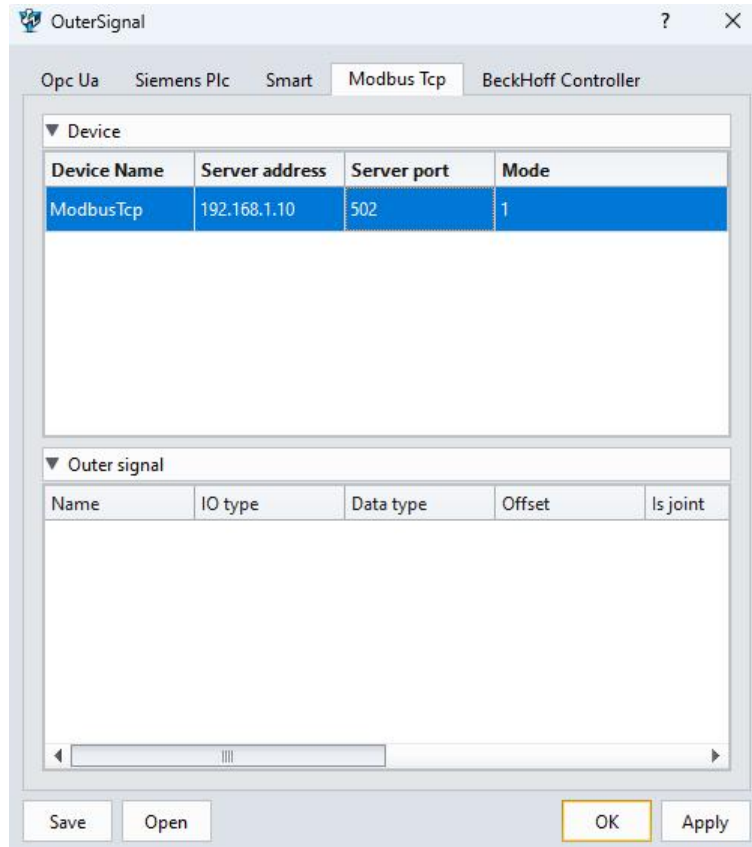 OuterSignal ? ×
Opc Ua Siemens Plc Smart Modbus Tcp BeckHoff Controller
▼ Device
Device Name Server address Server port Mode
ModbusTcp 192.168.1.10 502 1
▼ Outer signal
Name IO type Data type Offset Is joint
Save Open OK Apply